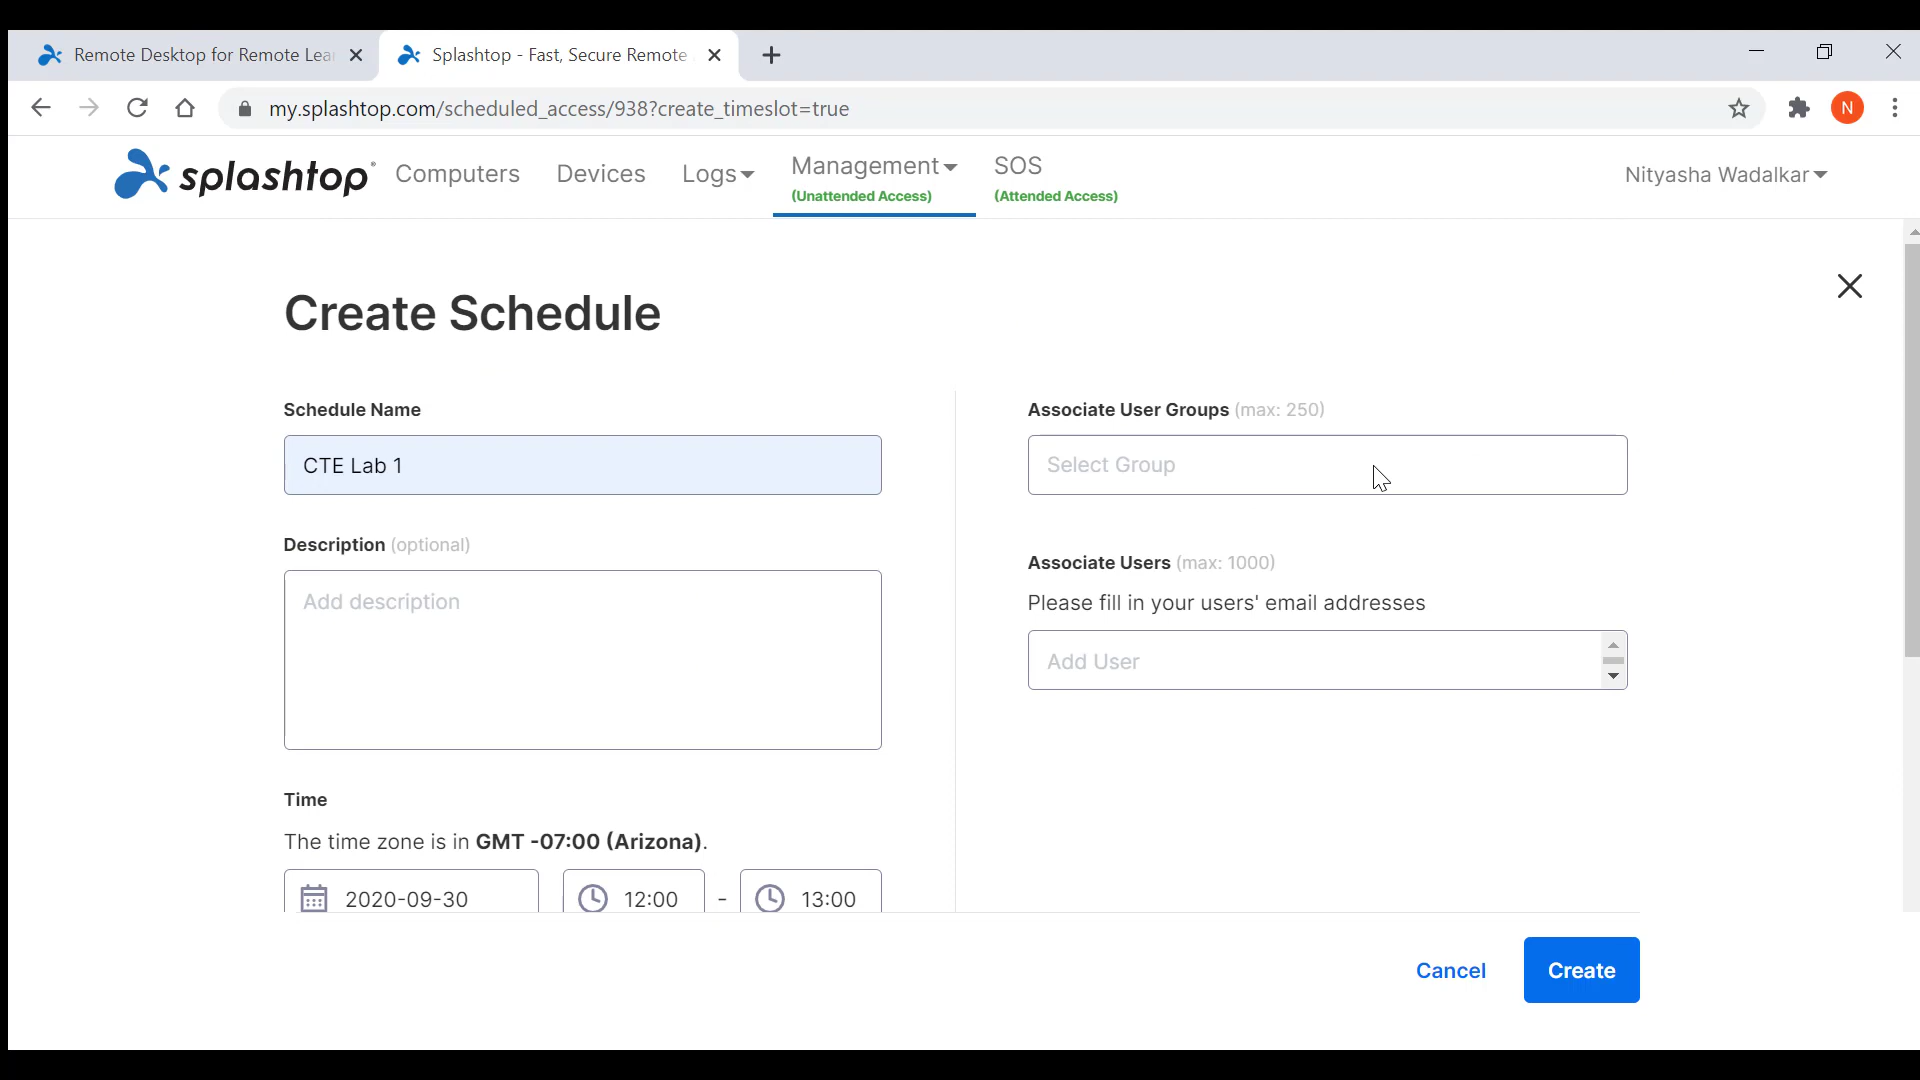 Remote Desktop for Remote Lea
Splashtop - Fast, Secure Remote
my.splashtop.com/scheduled_access/938?create_timeslot=true
N
splashtop
Computers
Devices
Logs
Management
(Unattended Access)
SOS
(Attended Access)
Nityasha Wadalkar
Create Schedule
Schedule Name
CTE Lab 1
Description (optional)
Add description
Time
The time zone is in GMT -07:00 (Arizona).
2020-09-30
12:00
-
13:00
Associate User Groups (max: 250)
Select Group
Associate Users (max: 1000)
Please fill in your users' email addresses
Add User
Cancel
Create